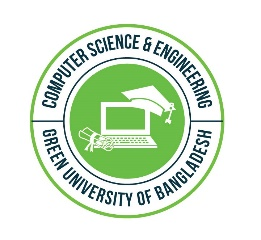 COMPUTER SCIENCE & ENGINEERING
GREEN UNIVERSITY OF BANGLADESH